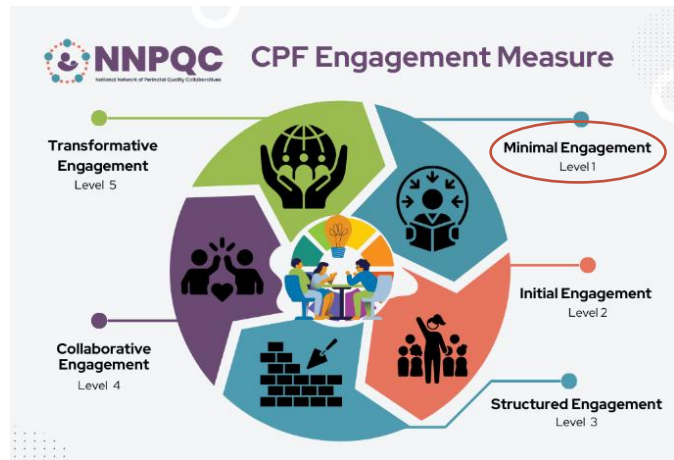 NNPQC
National Network of Perinatal Quality Collaboratives
CPF Engagement Measure
Transformative
Engagement
Level 5
Minimal Engagement
Level 1
Initial Engagement
Level 2
Collaborative
Engagement
Level 4
Structured Engagement
Level 3